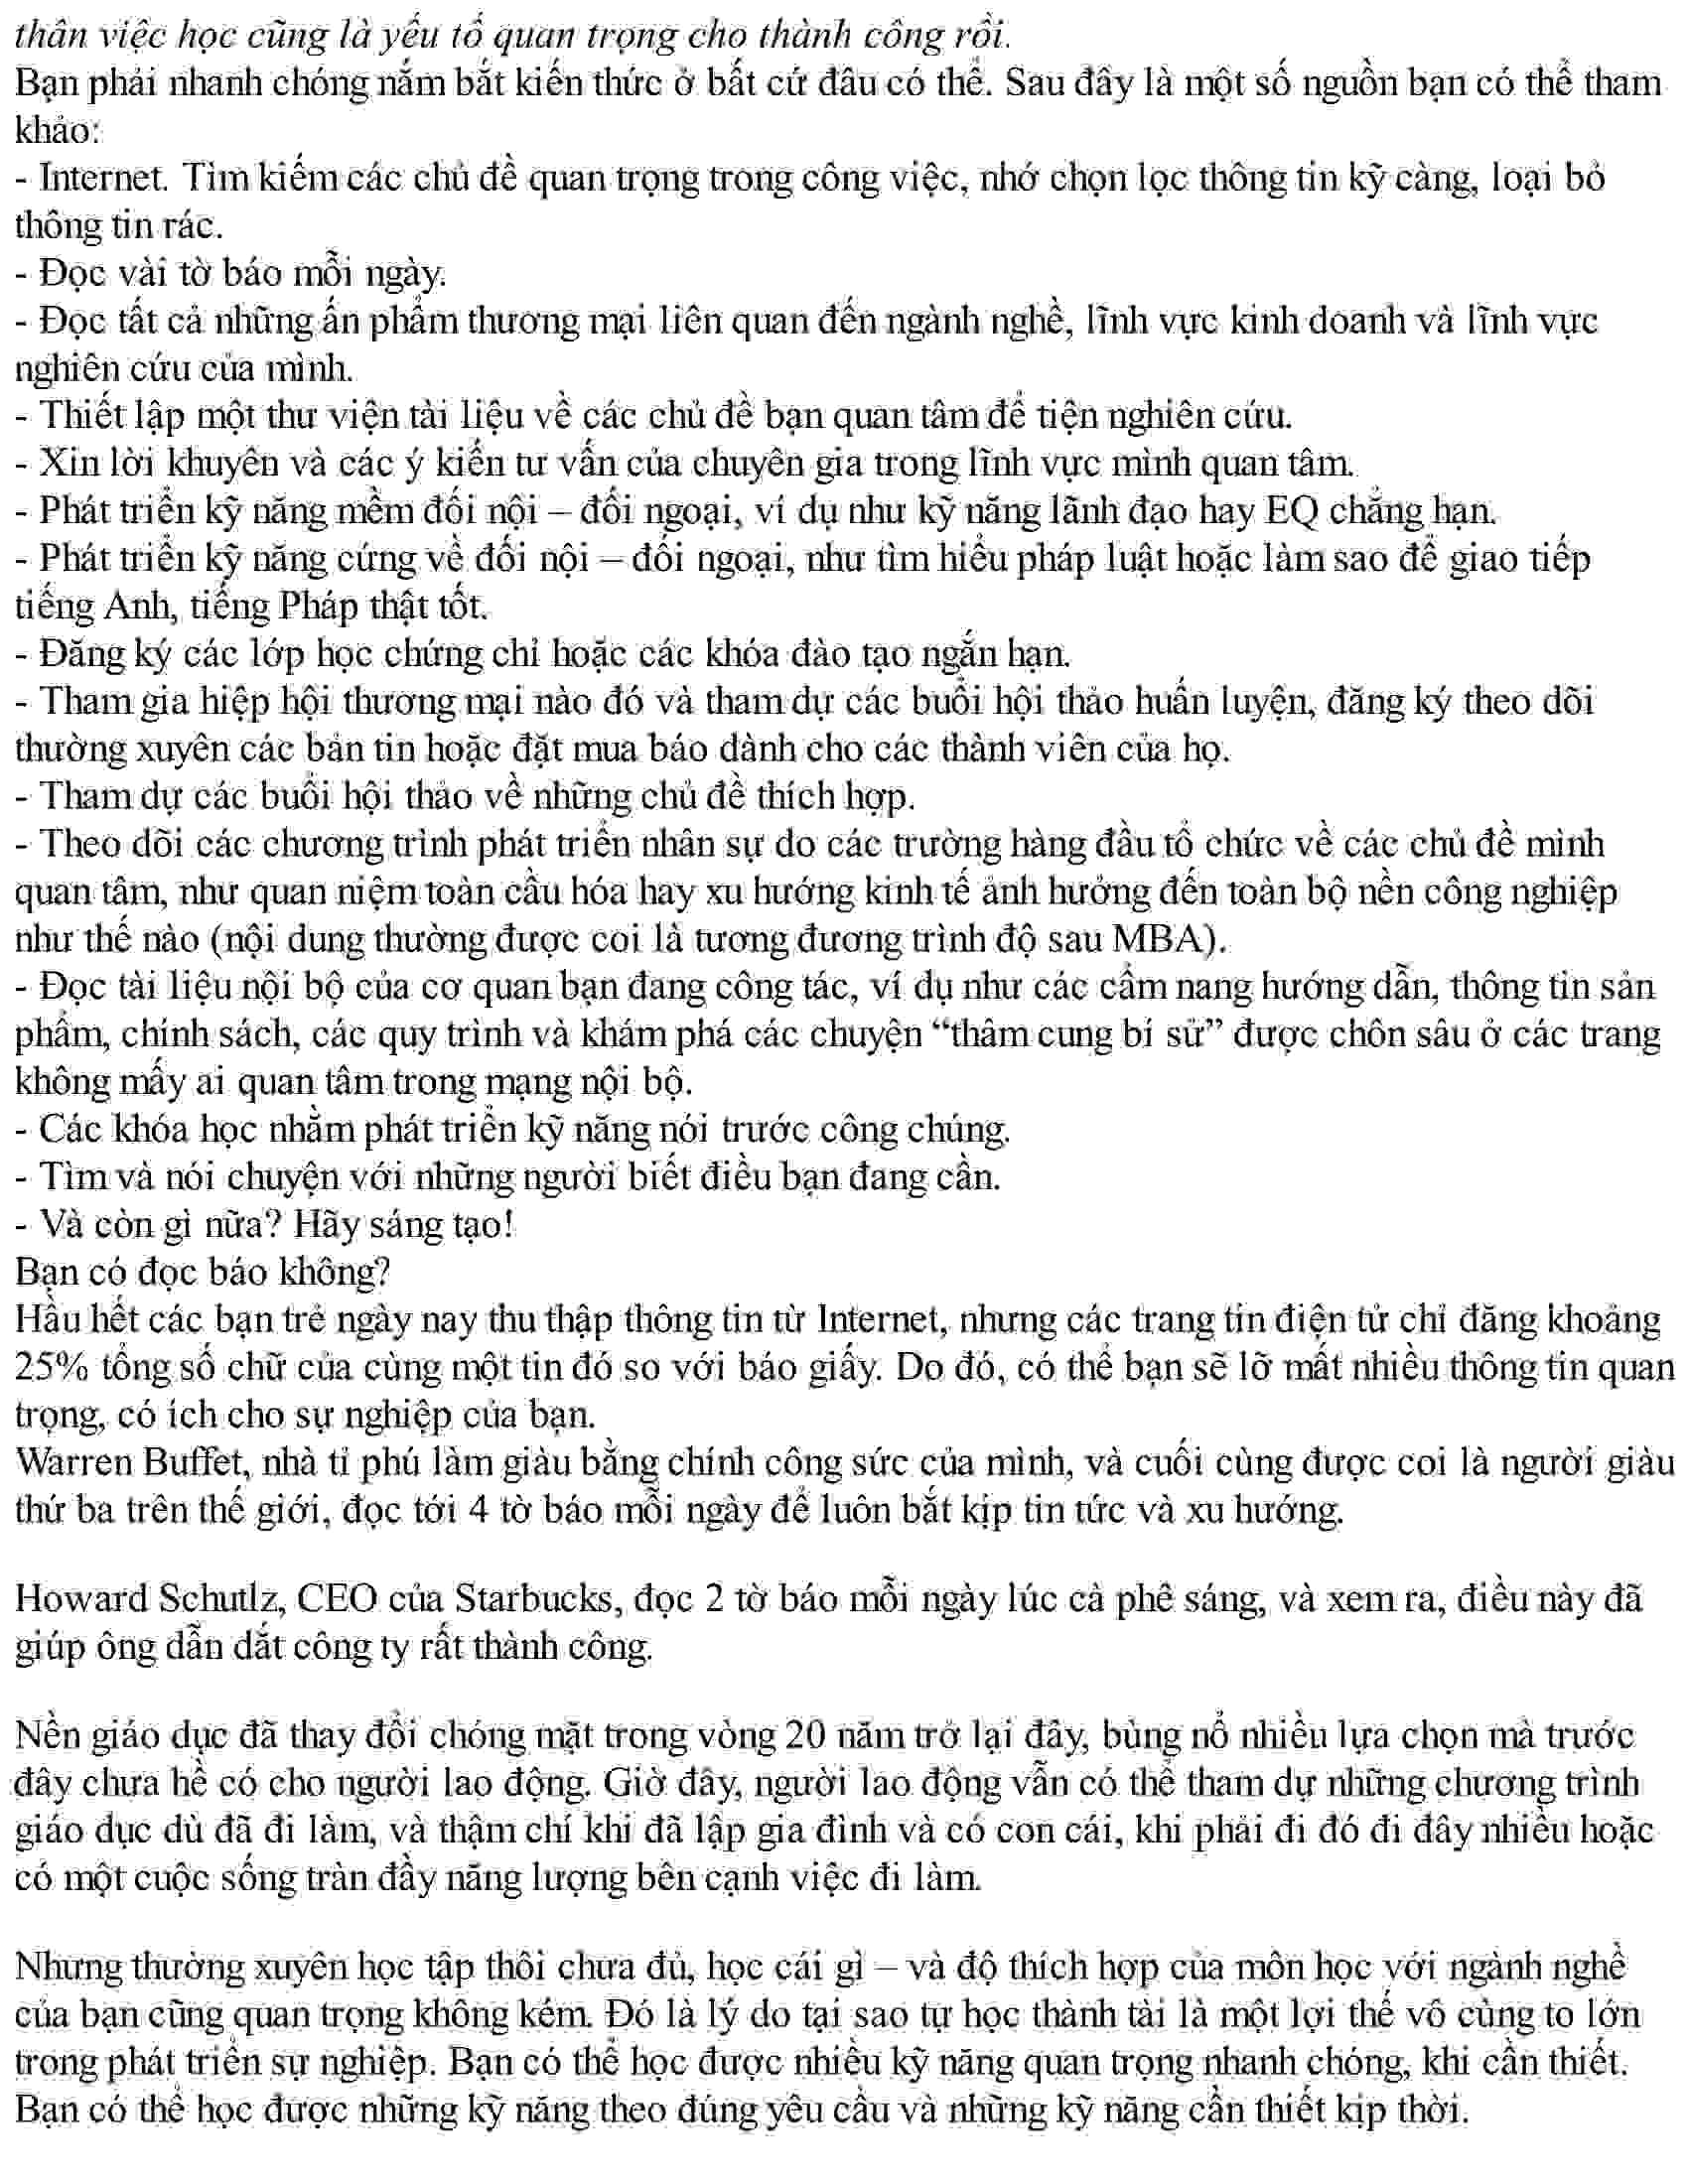 thân việc học cũng là yếu tố quan trọng cho thành công rồi.
Bạn phải nhanh chóng nắm bắt kiến thức ở bất cứ đâu có thể. Sau đây là một số nguồn bạn có thể tham
khảo:
- Internet. Tìm kiếm các chủ đề quan trọng trong công việc, nhớ chọn lọc thông tin kỹ càng, loại bỏ
thông tin rác.
- Đọc vài tờ báo mỗi ngày.
- Đọc tất cả những ấn phẩm thương mại liên quan đến ngành nghề, lĩnh vực kinh doanh và lĩnh vực
nghiên cứu của mình.
- Thiết lập một thư viện tài liệu về các chủ đề bạn quan tâm để tiện nghiên cứu.
- Xin lời khuyên và các ý kiến tư vấn của chuyên gia trong lĩnh vực mình quan tâm.
- Phát triển kỹ năng mềm đối nội – đối ngoại, ví dụ như kỹ năng lãnh đạo hay EQ chẳng hạn.
- Phát triển kỹ năng cứng về đối nội – đối ngoại, như tìm hiểu pháp luật hoặc làm sao để giao tiếp
tiếng Anh, tiếng Pháp thật tốt.
- Đăng ký các lớp học chứng chỉ hoặc các khóa đào tạo ngắn hạn.
- Tham gia hiệp hội thương mại nào đó và tham dự các buổi hội thảo huấn luyện, đăng ký theo dõi
thường xuyên các bản tin hoặc đặt mua báo dành cho các thành viên của họ.
- Tham dự các buổi hội thảo về những chủ đề thích hợp.
- Theo dõi các chương trình phát triển nhân sự do các trường hàng đầu tổ chức về các chủ đề mình
quan tâm, như quan niệm toàn cầu hóa hay xu hướng kinh tế ảnh hưởng đến toàn bộ nền công nghiệp
như thế nào (nội dung thường được coi là tương đương trình độ sau MBA).
- Đọc tài liệu nội bộ của cơ quan bạn đang công tác, ví dụ như các cẩm nang hướng dẫn, thông tin sản
phẩm, chính sách, các quy trình và khám phá các chuyện “thâm cung bí sử” được chôn sâu ở các trang
không mấy ai quan tâm trong mạng nội bộ.
- Các khóa học nhằm phát triển kỹ năng nói trước công chúng.
- Tìm và nói chuyện với những người biết điều bạn đang cần.
- Và còn gì nữa? Hãy sáng tạo!
Bạn có đọc báo không?
Hầu hết các bạn trẻ ngày nay thu thập thông tin từ Internet, nhưng các trang tin điện tử chỉ đăng khoảng
25% tổng số chữ của cùng một tin đó so với báo giấy. Do đó, có thể bạn sẽ lỡ mất nhiều thông tin quan
trọng, có ích cho sự nghiệp của bạn.
Warren Buffet, nhà tỉ phú làm giàu bằng chính công sức của mình, và cuối cùng được coi là người giàu
thứ ba trên thế giới, đọc tới 4 tờ báo mỗi ngày để luôn bắt kịp tin tức và xu hướng.
Howard Schutlz, CEO của Starbucks, đọc 2 tờ báo mỗi ngày lúc cà phê sáng, và xem ra, điều này đã
giúp ông dẫn dắt công ty rất thành công.
Nền giáo dục đã thay đổi chóng mặt trong vòng 20 năm trở lại đây, bùng nổ nhiều lựa chọn mà trước
đây chưa hề có cho người lao động. Giờ đây, người lao động vẫn có thể tham dự những chương trình
giáo dục dù đã đi làm, và thậm chí khi đã lập gia đình và có con cái, khi phải đi đó đi đây nhiều hoặc
có một cuộc sống tràn đầy năng lượng bên cạnh việc đi làm.
Nhưng thường xuyên học tập thôi chưa đủ, học cái gì – và độ thích hợp của môn học với ngành nghề
của bạn cũng quan trọng không kém. Đó là lý do tại sao tự học thành tài là một lợi thế vô cùng to lớn
trong phát triển sự nghiệp. Bạn có thể học được nhiều kỹ năng quan trọng nhanh chóng, khi cần thiết.
Bạn có thể học được những kỹ năng theo đúng yêu cầu và những kỹ năng cần thiết kịp thời.